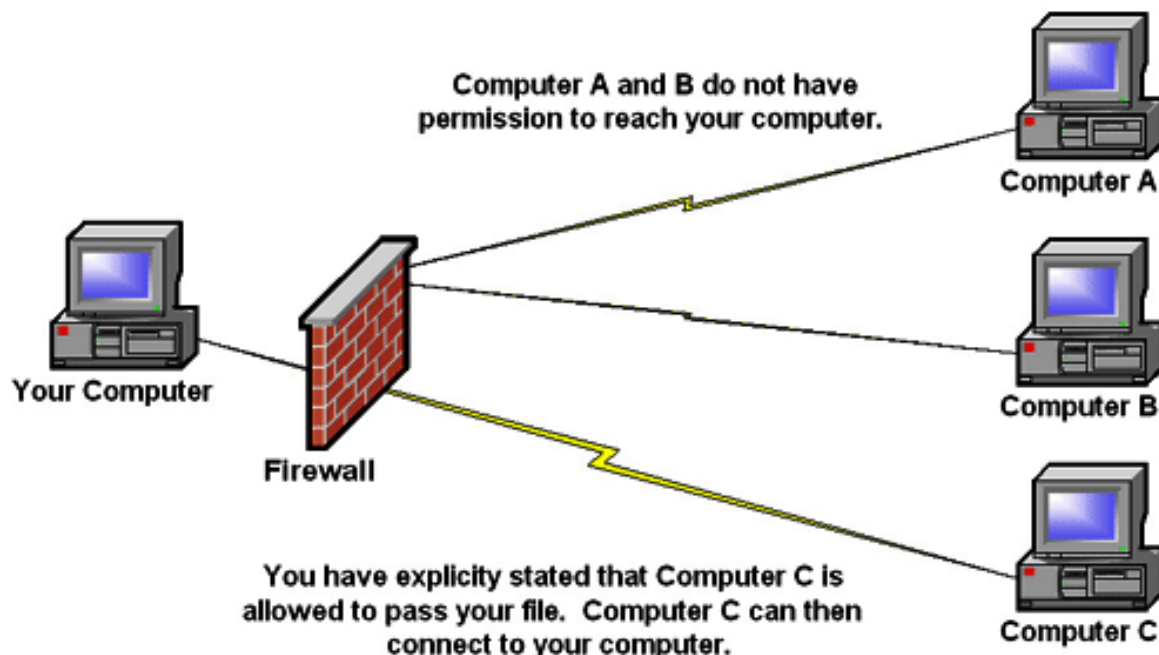 Computer A and B do not have
permission to reach your computer.
Computer A
Your Computer
Computer B
Firewall
You have explicity stated that Computer C is
allowed to pass your file.  Computer C can then
connect to your computer.
Computer C